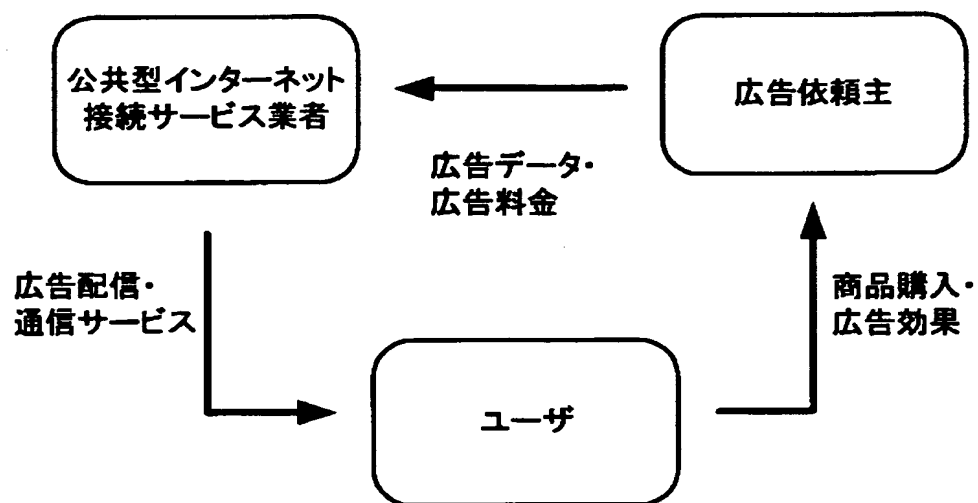 公共型インターネット
接続サービス業者
広告依頼主
広告データ・
広告料金
広告配信・
通信サービス
商品購入・
広告効果
ユーザ